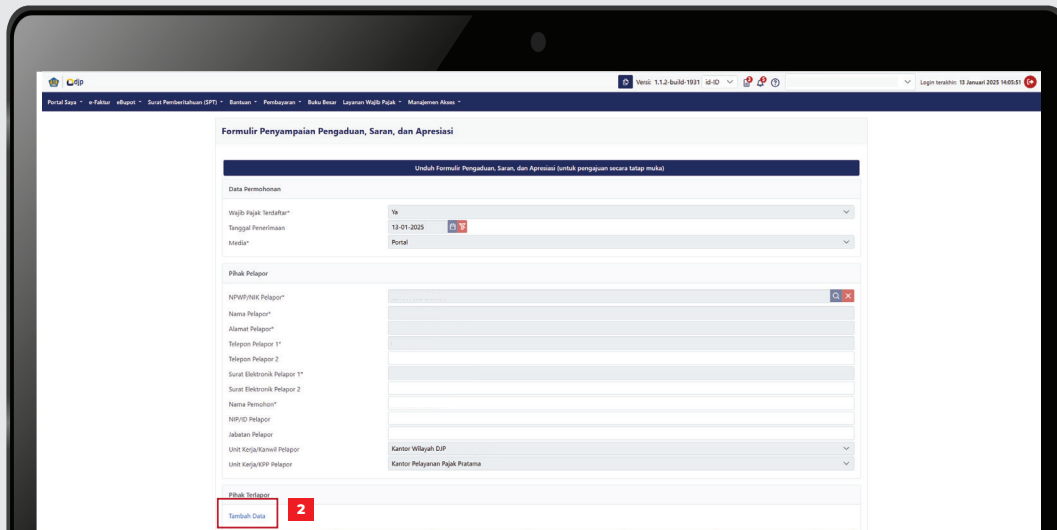 djp
Versi: 1.1.2-build-1931 id-ID
Login terakhir: 13 Januari 2025 14:05:51
Portal Saya e-Faktur eBupot Surat Pemberitahuan (SPT) Bantuan Pembayaran Buku Besar Layanan Wajib Pajak Manajemen Akses
Formulir Penyampaian Pengaduan, Saran, dan Apresiasi
Unduh Formulir Pengaduan, Saran, dan Apresiasi (untuk pengajuan secara tatap muka)
Data Permohonan
Wajib Pajak Terdaftar* Ya
Tanggal Penerimaan 13-01-2025
Media* Portal
Pihak Pelapor
NPWP/NIK Pelapor*
Nama Pelapor*
Alamat Pelapor*
Telepon Pelapor 1*
Telepon Pelapor 2
Surat Elektronik Pelapor 1*
Surat Elektronik Pelapor 2
Nama Pemohon*
NIP/ID Pelapor
Jabatan Pelapor
Unit Kerja/Kanwil Pelapor Kantor Wilayah DJP
Unit Kerja/KPP Pelapor Kantor Pelayanan Pajak Pratama
Pihak Terlapor
Tambah Data 2